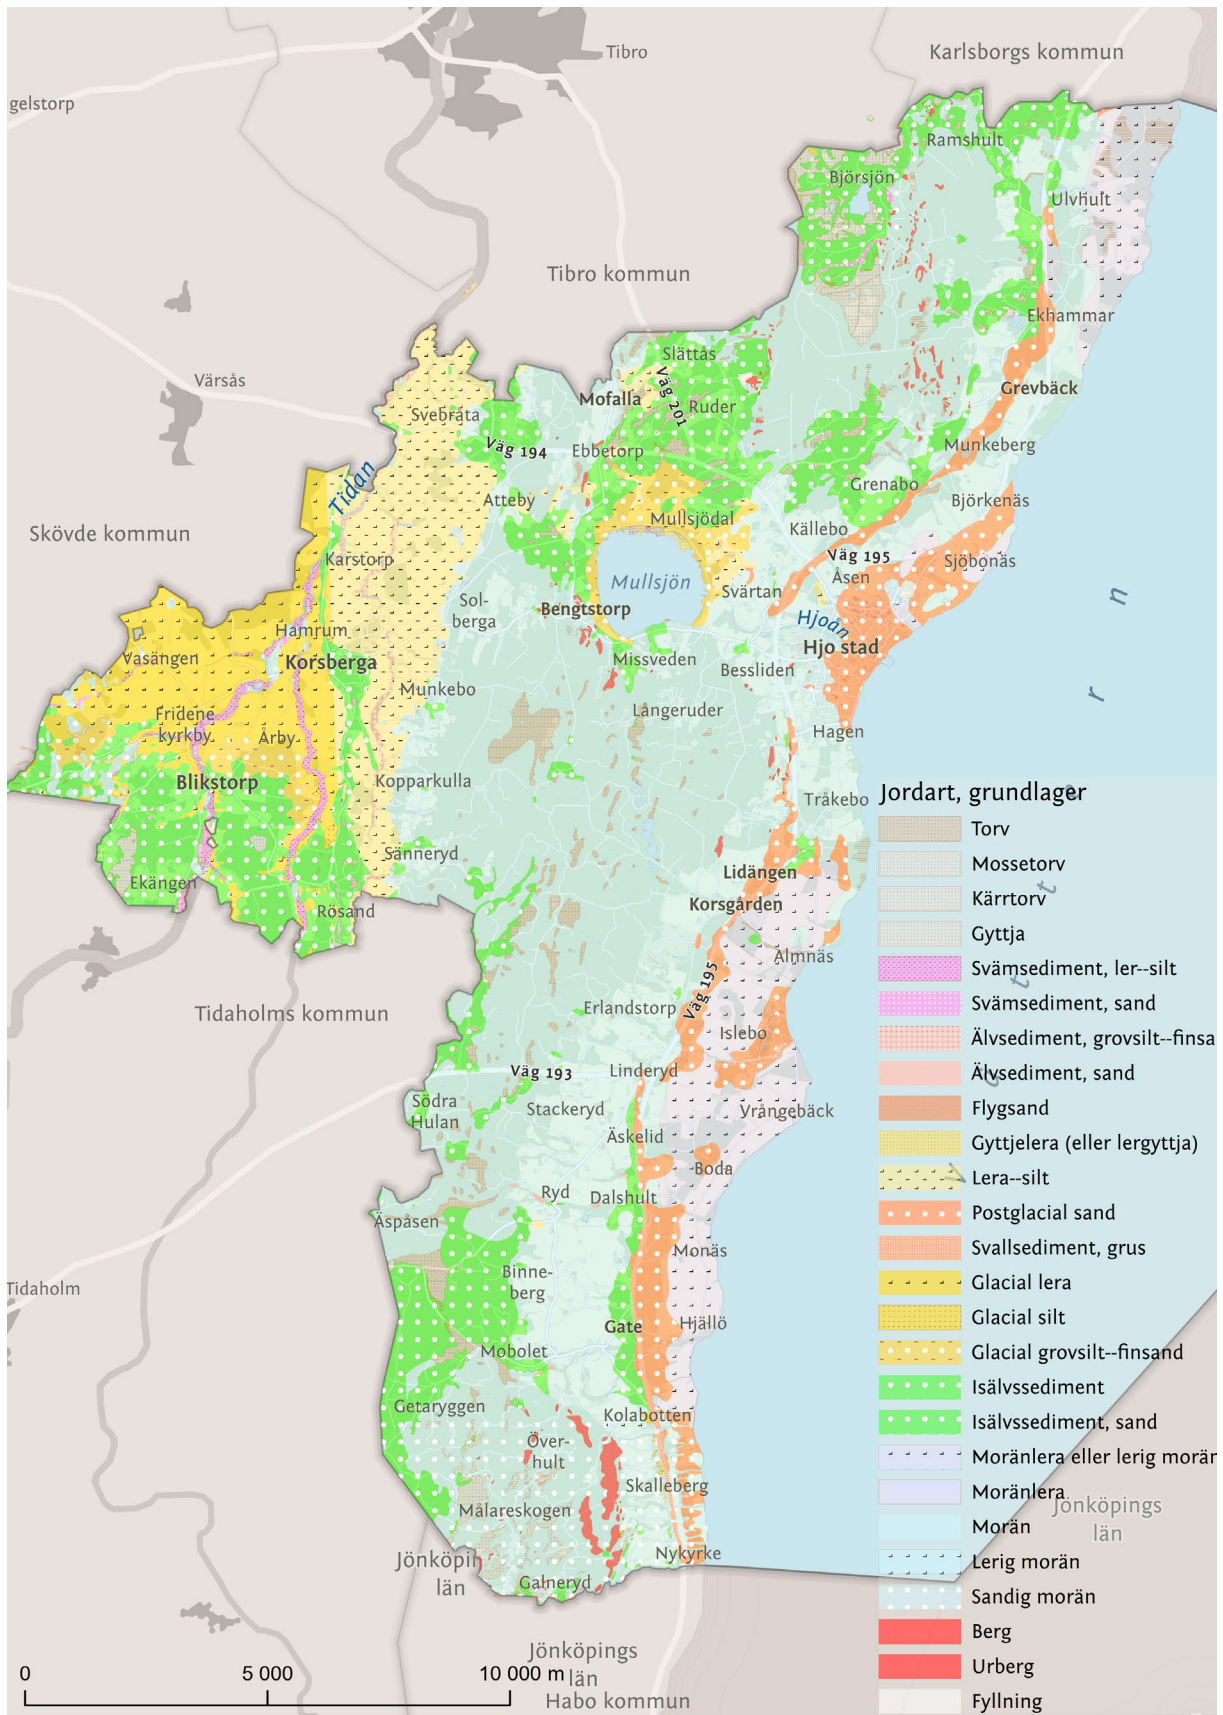 Tibro
Karlsborgs kommun
gelstorp
Ramshult
Björsjön
Ulvhult
Tibro kommun
Ekhammar
Slättås
Värsås
Grevbäck
Mofalla
Väg 201
Ruder
Svebråta
Väg 194
Ebbetorp
Munkeberg
Tidan
Grenabo
Atteby
Björkenäs
Mullsjödal
Källebo
Skövde kommun
Väg 195
Karstorp
Sjöbonäs
Åsen
Mullsjön
Svärtan
Sol-
berga
Bengtstorp
Hjoån
Hamrum
Hjo stad
Vasängen
Korsberga
Missveden
Bessliden
Munkebo
Långeruder
Fridene
kyrkby
Årby
Hagen
Blikstorp
Kopparkulla
Tråkebo
Sänneryd
Lidängen
Ekängen
Korsgården
Rösand
Almnäs
Väg 195
Erlandstorp
Tidaholms kommun
Islebo
Väg 193
Linderyd
Södra
Hulan
Stackeryd
Vrångebäck
Äskelid
Boda
Ryd
Dalshult
Äspåsen
Monäs
Tidaholm
Binne-
berg
Gate
Hjällö
Mobolet
Getaryggen
Kolabotten
Över-
hult
Skalleberg
Målareskogen
Nykyrke
Jönköpin
län
Galneryd
Jönköpings
län
Habo kommun
Jönköpings
län
V ä t t e r n
0 5 000 10 000 m
Jordart, grundlager
Torv
Mossetorv
Kärrtorv
Gyttja
Svämsediment, ler--silt
Svämsediment, sand
Älvsediment, grovsilt--finsa
Älvsediment, sand
Flygsand
Gyttjelera (eller lergyttja)
Lera--silt
Postglacial sand
Svallsediment, grus
Glacial lera
Glacial silt
Glacial grovsilt--finsand
Isälvssediment
Isälvssediment, sand
Moränlera eller lerig morän
Moränlera
Morän
Lerig morän
Sandig morän
Berg
Urberg
Fyllning